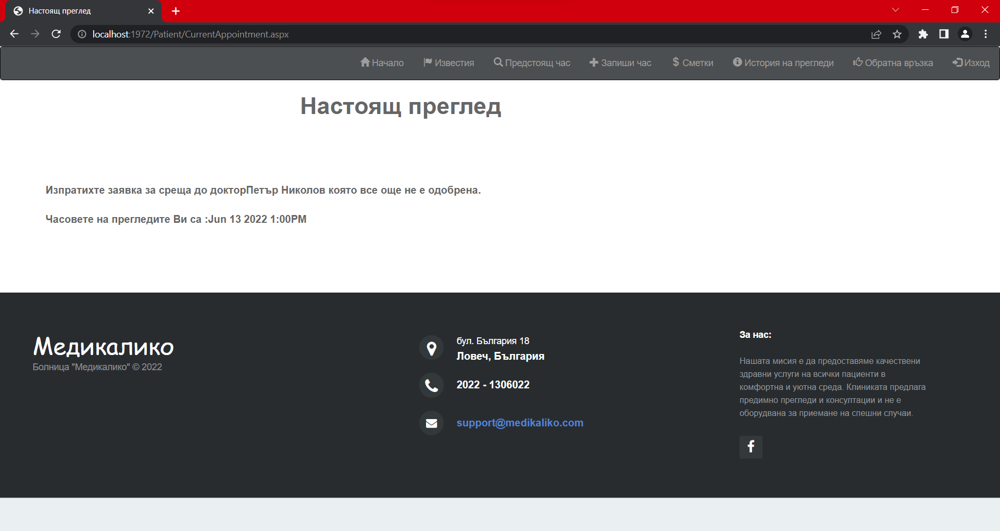 Настоящ преглед
localhost:1972/Patient/CurrentAppointment.aspx
Начало Известия Предстоящ час Запиши час Сметки История на прегледи Обратна връзка Изход
Настоящ преглед
Изпратихте заявка за среща до докторПетър Николов която все още не е одобрена.
Часовете на прегледите Ви са :Jun 13 2022 1:00PM
Медикалико
Болница "Медикалико" © 2022
бул. България 18
Ловеч, България
2022 - 1306022
support@medikaliko.com
За нас:
Нашата мисия е да предоставяме качествени
здравни услуги на всички пациенти в
комфортна и уютна среда. Клиниката предлага
предимно прегледи и консултации и не е
оборудвана за приемане на спешни случаи.